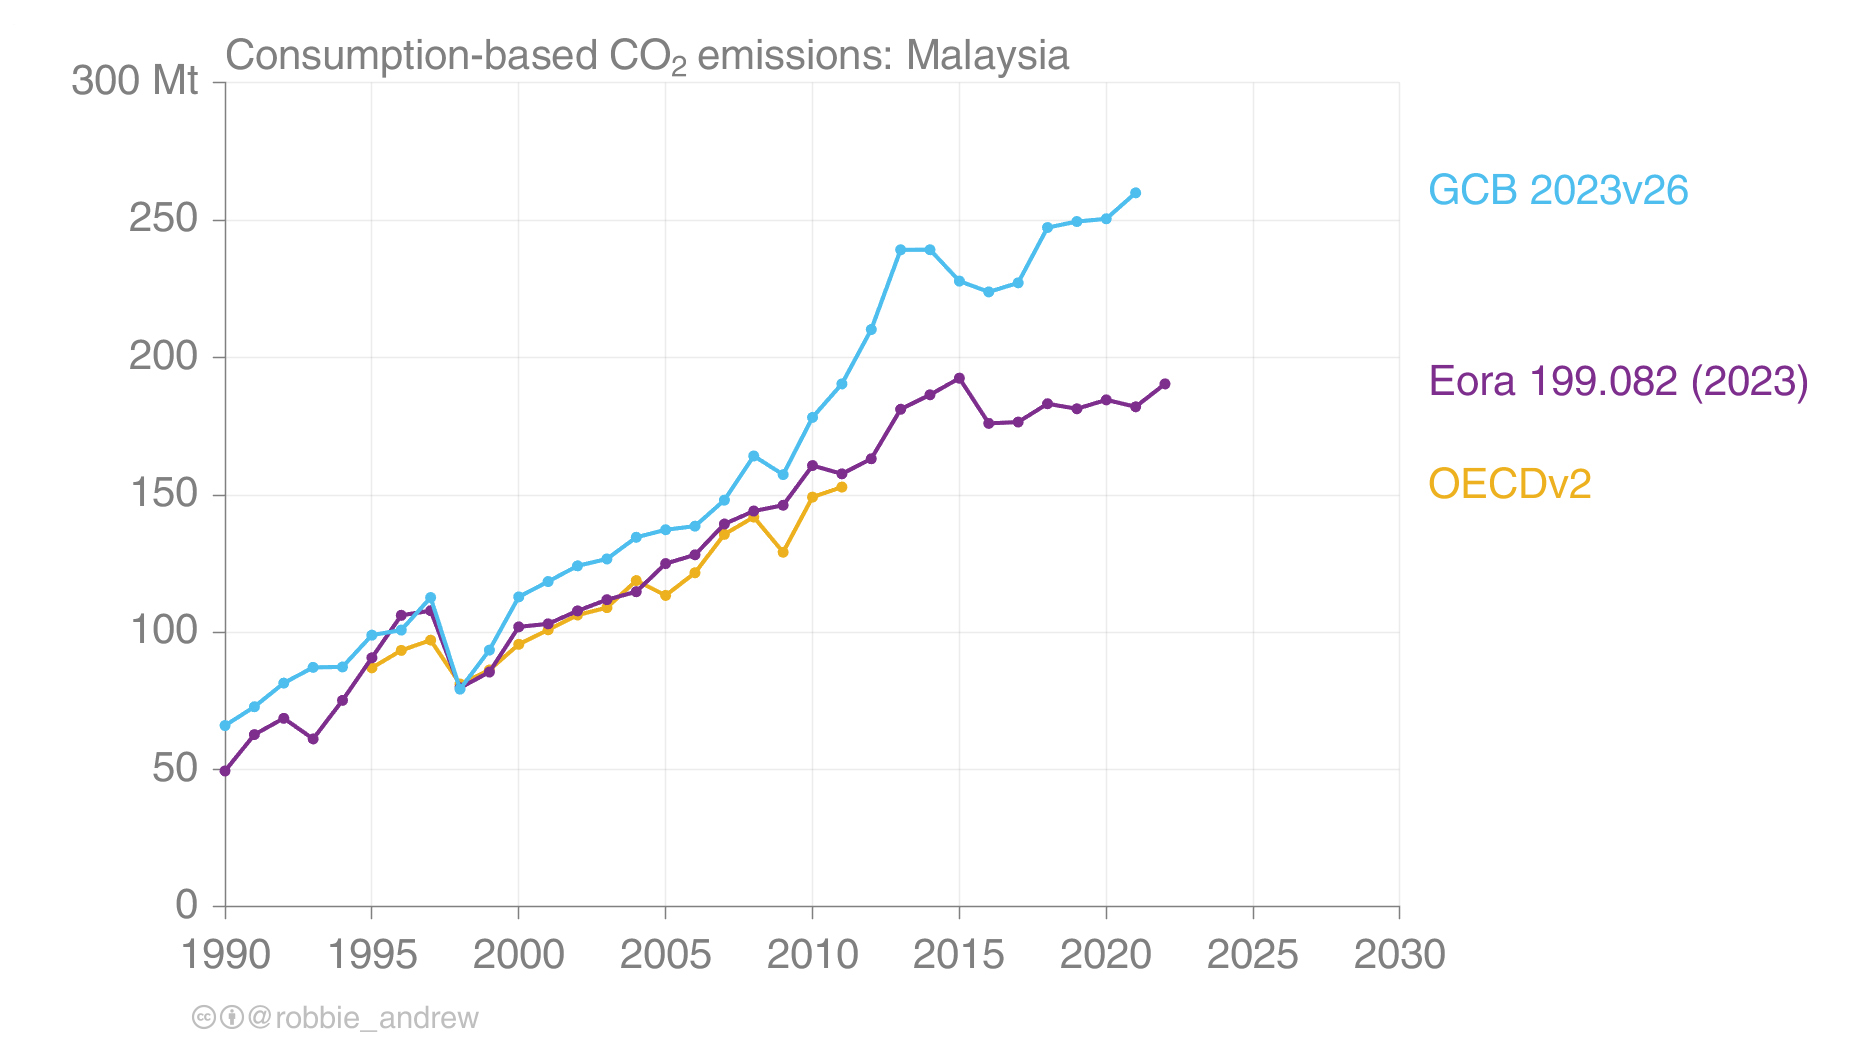 Consumption-based CO₂ emissions: Malaysia
300 Mt
250
200
150
100
50
0
1990 1995 2000 2005 2010 2015 2020 2025 2030
GCB 2023v26
Eora 199.082 (2023)
OECDv2
cc @robbie_andrew